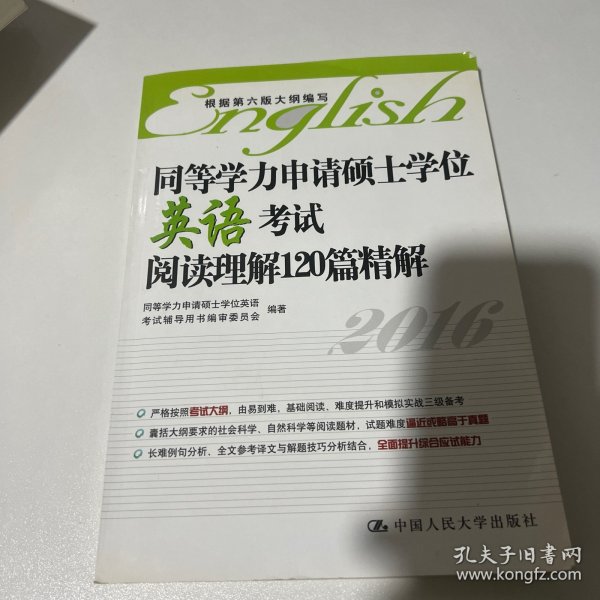 根据第六版大纲编写
English
同等学力申请硕士学位
英语考试
阅读理解120篇精解
同等学力申请硕士学位英语
考试辅导用书编审委员会 编著
2016
严格按照考试大纲，由易到难，基础阅读、难度提升和模拟实战三级备考
囊括大纲要求的社会科学、自然科学等阅读题材，试题难度逼近或略高于真题
长难例句分析、全文参考译文与解题技巧分析结合，全面提升综合应试能力
中国人民大学出版社
孔夫子旧书网
www.kongfz.com